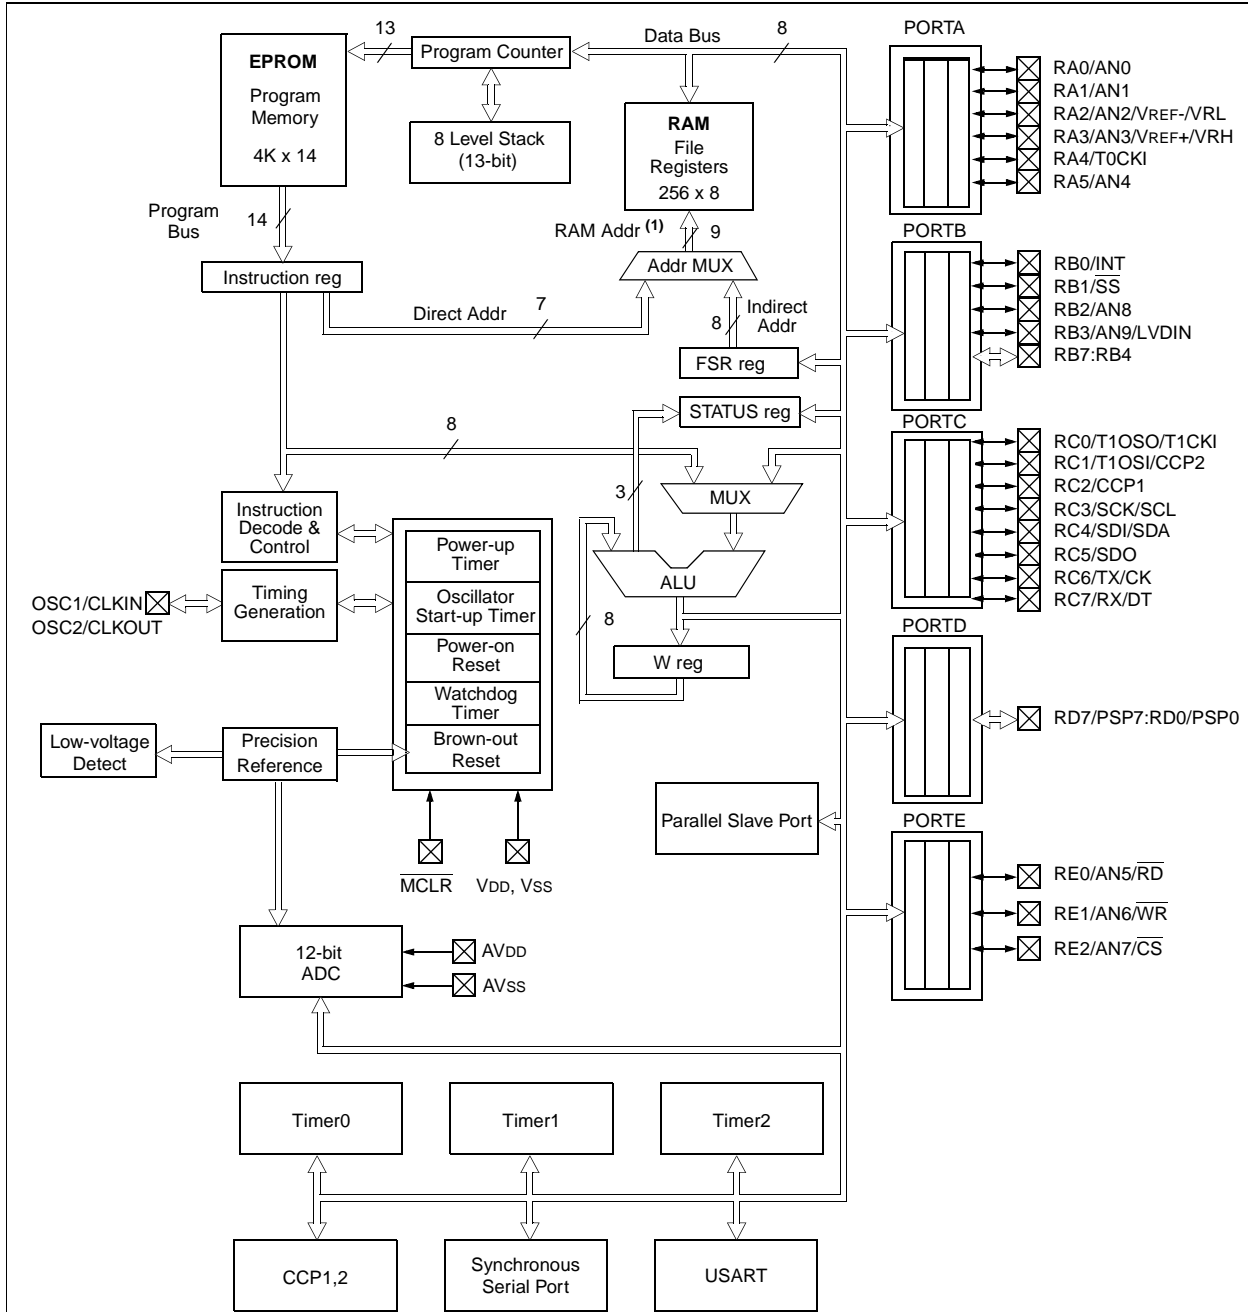 13
Data Bus
8
PORTA
EPROM
Program
Memory
4K x 14
Program Counter
8 Level Stack
(13-bit)
RAM
File
Registers
256 x 8
RA0/AN0
RA1/AN1
RA2/AN2/VREF-/VRL
RA3/AN3/VREF+/VRH
RA4/T0CKI
RA5/AN4
Program
Bus
14
RAM Addr (1)
9
PORTB
Instruction reg
Addr MUX
RB0/INT
RB1/SS
RB2/AN8
RB3/AN9/LVDIN
RB7:RB4
Direct Addr
7
8
Indirect
Addr
FSR reg
STATUS reg
PORTC
8
RC0/T1OSO/T1CKI
RC1/T1OSI/CCP2
RC2/CCP1
RC3/SCK/SCL
RC4/SDI/SDA
RC5/SDO
RC6/TX/CK
RC7/RX/DT
3
MUX
Instruction
Decode &
Control
Power-up
Timer
ALU
OSC1/CLKIN
OSC2/CLKOUT
Timing
Generation
Oscillator
Start-up Timer
8
PORTD
Power-on
Reset
W reg
Watchdog
Timer
RD7/PSP7:RD0/PSP0
Low-voltage
Detect
Precision
Reference
Brown-out
Reset
Parallel Slave Port
PORTE
MCLR
VDD, VSS
RE0/AN5/RD
RE1/AN6/WR
RE2/AN7/CS
12-bit
ADC
AVDD
AVSS
Timer0
Timer1
Timer2
CCP1,2
Synchronous
Serial Port
USART